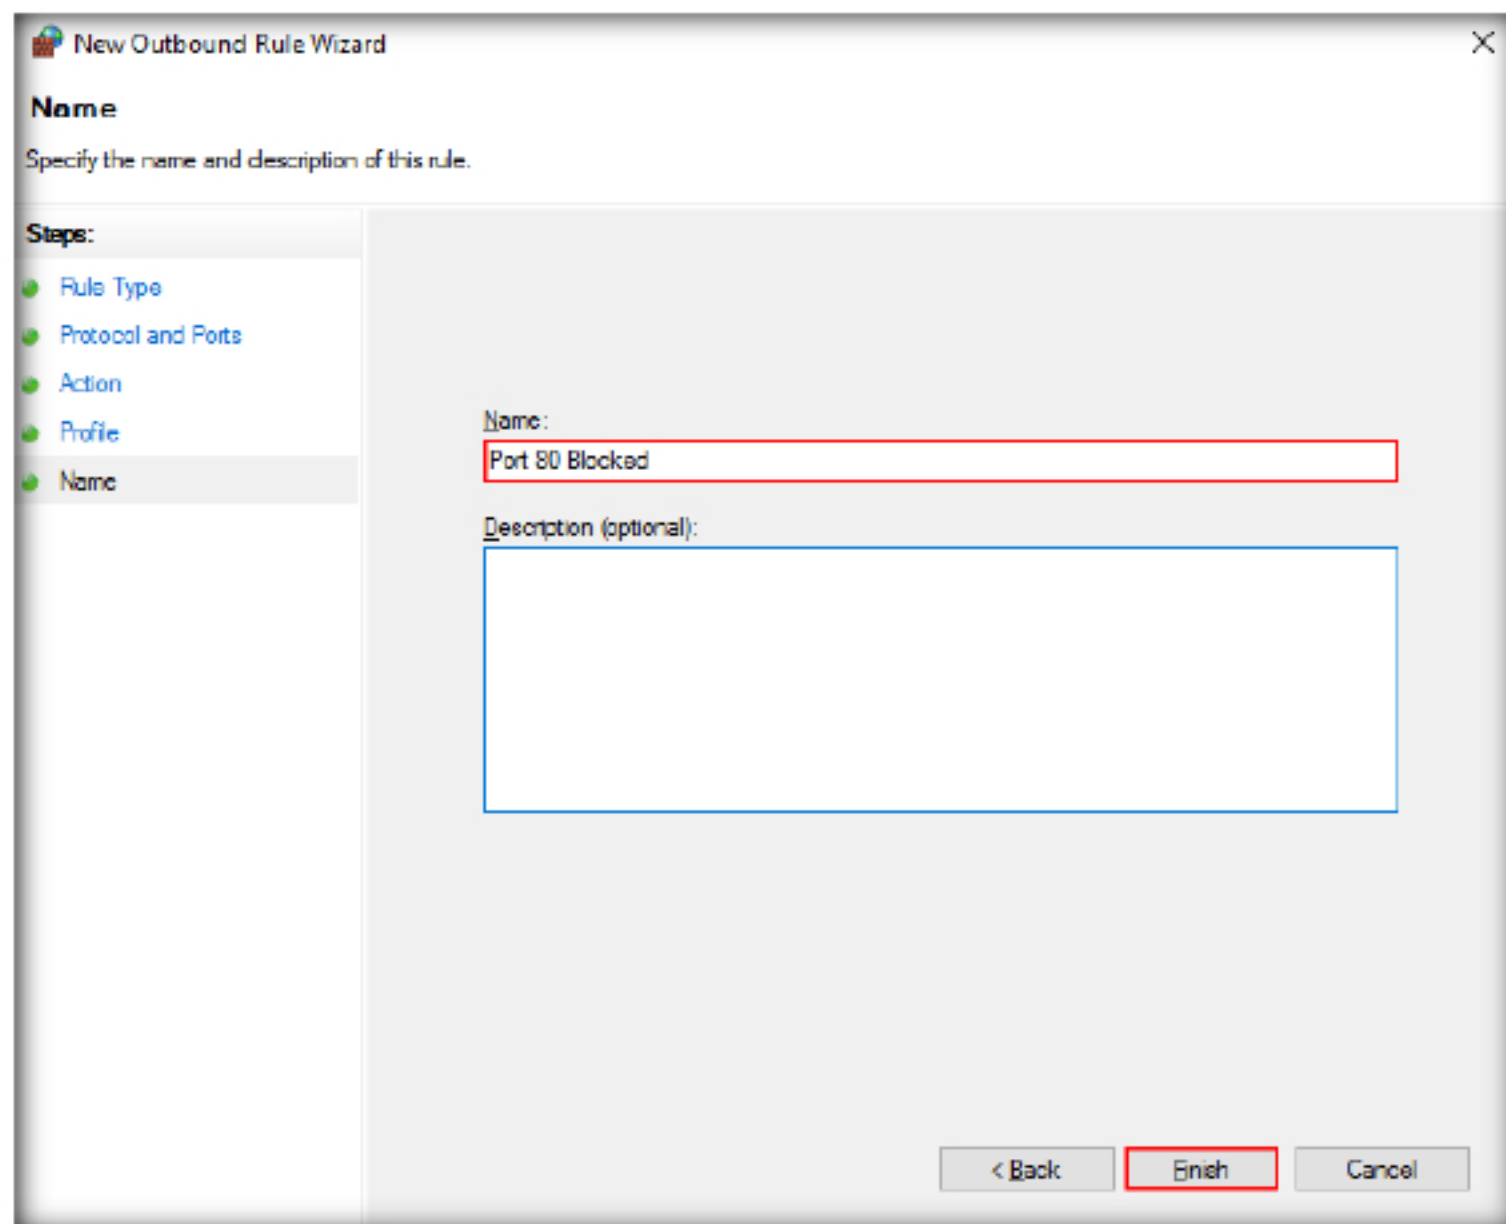 New Outbound Rule Wizard
Name
Specify the name and description of this rule.
Steps:
Rule Type
Protocol and Ports
Action
Profile
Name
Name:
Port 80 Blocked
Description (optional):
< Back
Finish
Cancel